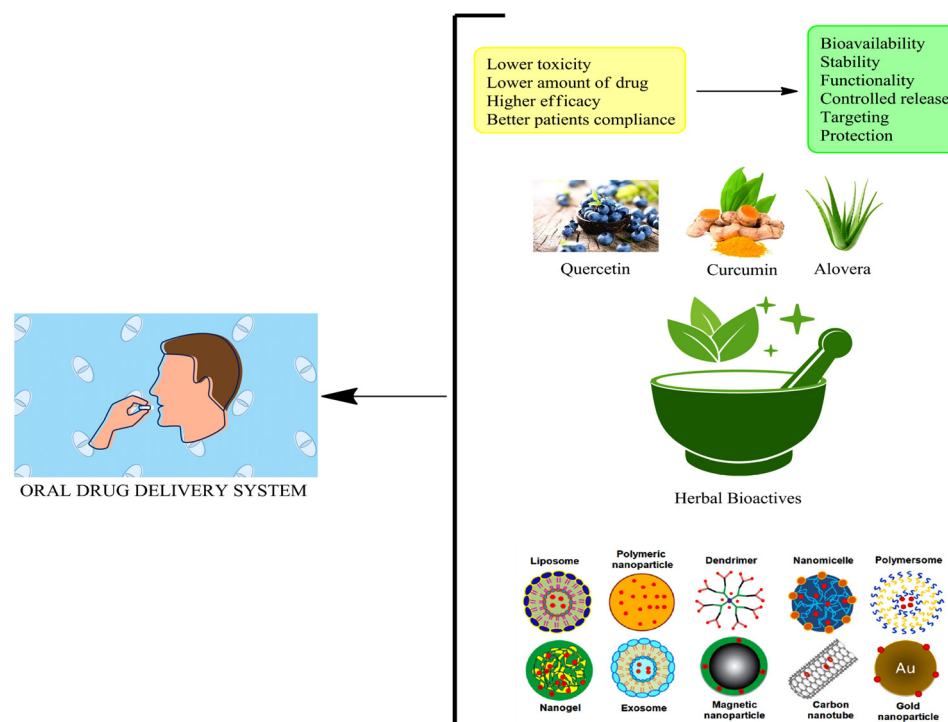 Lower toxicity
Lower amount of drug
Higher efficacy
Better patients compliance
Bioavailability
Stability
Functionality
Controlled release
Targeting
Protection
Quercetin
Curcumin
Alovera
ORAL DRUG DELIVERY SYSTEM
Herbal Bioactives
Liposome
Polymeric
nanoparticle
Dendrimer
Nanomicelle
Polymersome
Au
Nanogel
Exosome
Magnetic
nanoparticle
Carbon
nanotube
Gold
nanoparticle